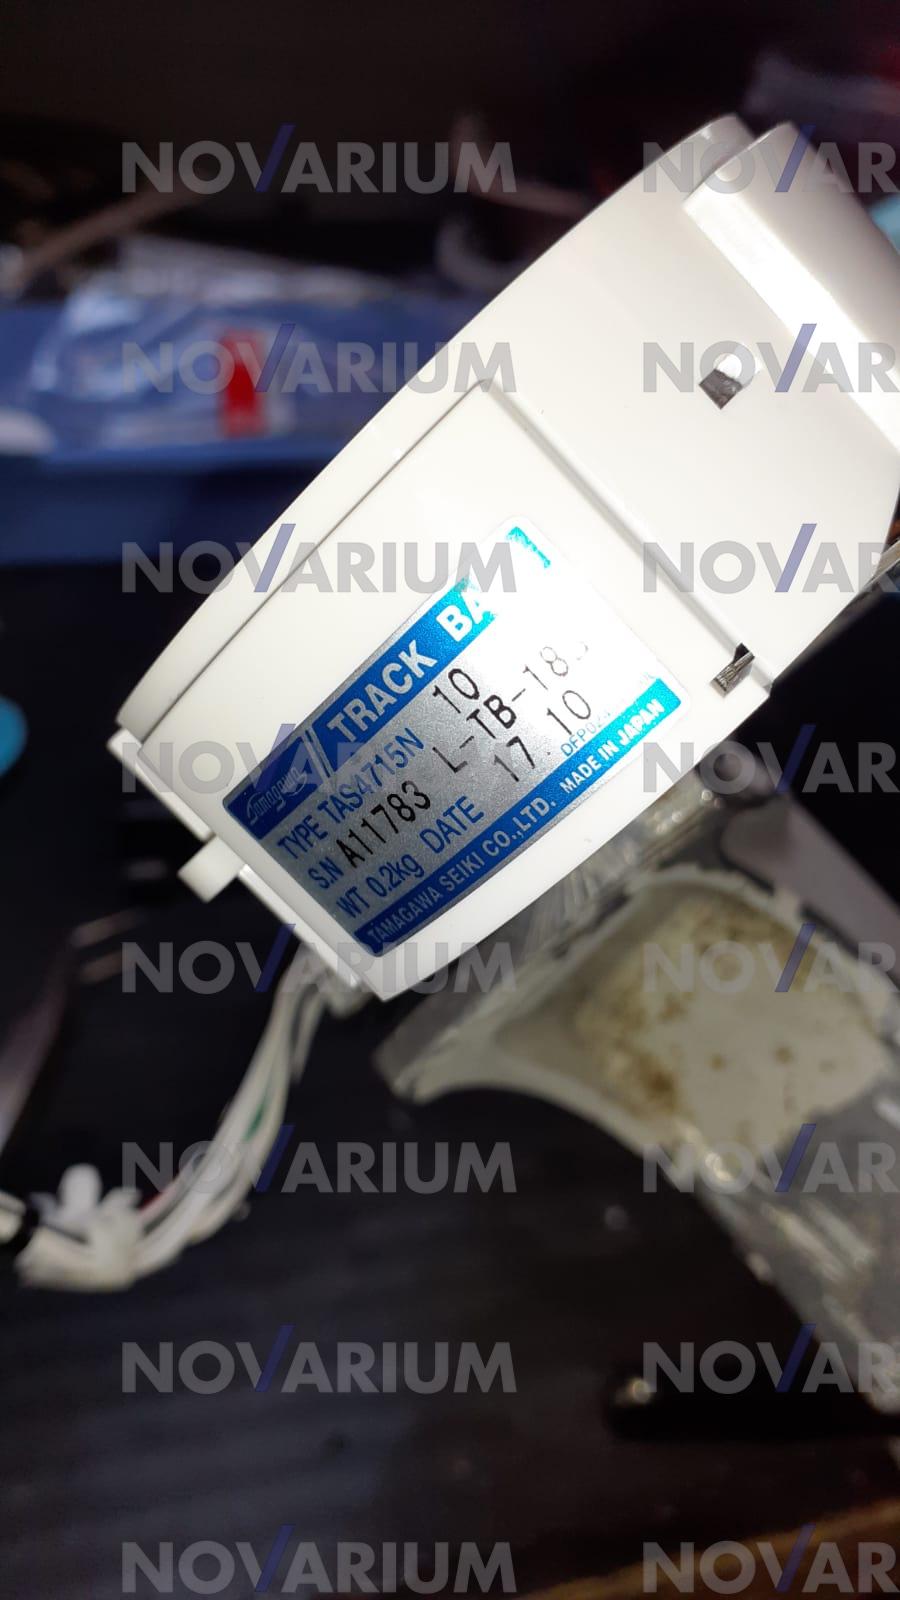 Tamagawa TRACK
TYPE TAS4715N 10
S.N A11783 L-TB-18
WT 0.2kg DATE 17.10
TAMAGAWA SEIKI CO.,LTD. MADE IN JAPAN
NOVARIUM
NOVAR
NOVARIUM
NOVAR
NOVARIUM
NOVAR
NOVARIUM
NOVAR
NOVARIUM
NOVAR
NOVARIUM
NOVAR
NOVARIUM
NOVAR
NOVARIUM
NOVAR